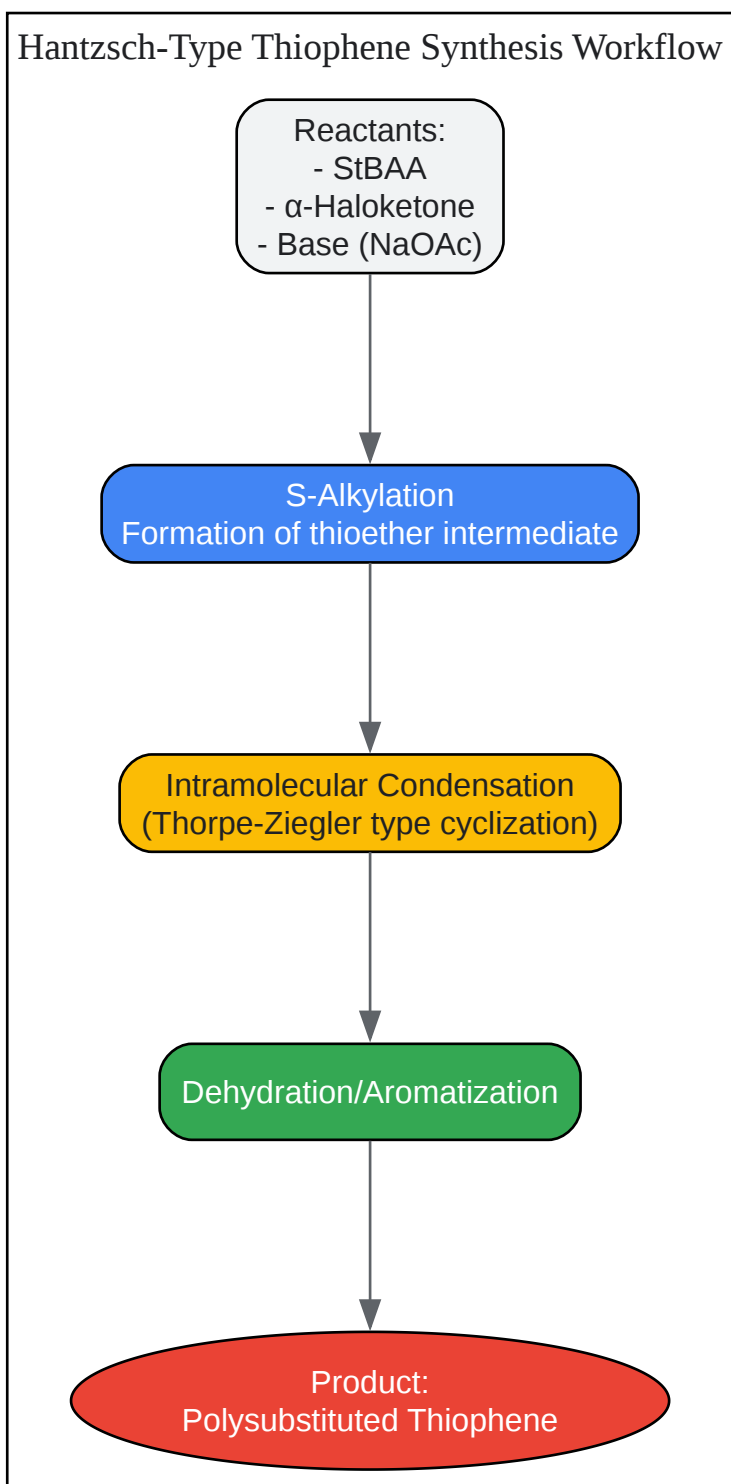 Hantzsch-Type Thiophene Synthesis Workflow
Reactants:
- StBAA
- α-Haloketone
- Base (NaOAc)
S-Alkylation
Formation of thioether intermediate
Intramolecular Condensation
(Thorpe-Ziegler type cyclization)
Dehydration/Aromatization
Product:
Polysubstituted Thiophene